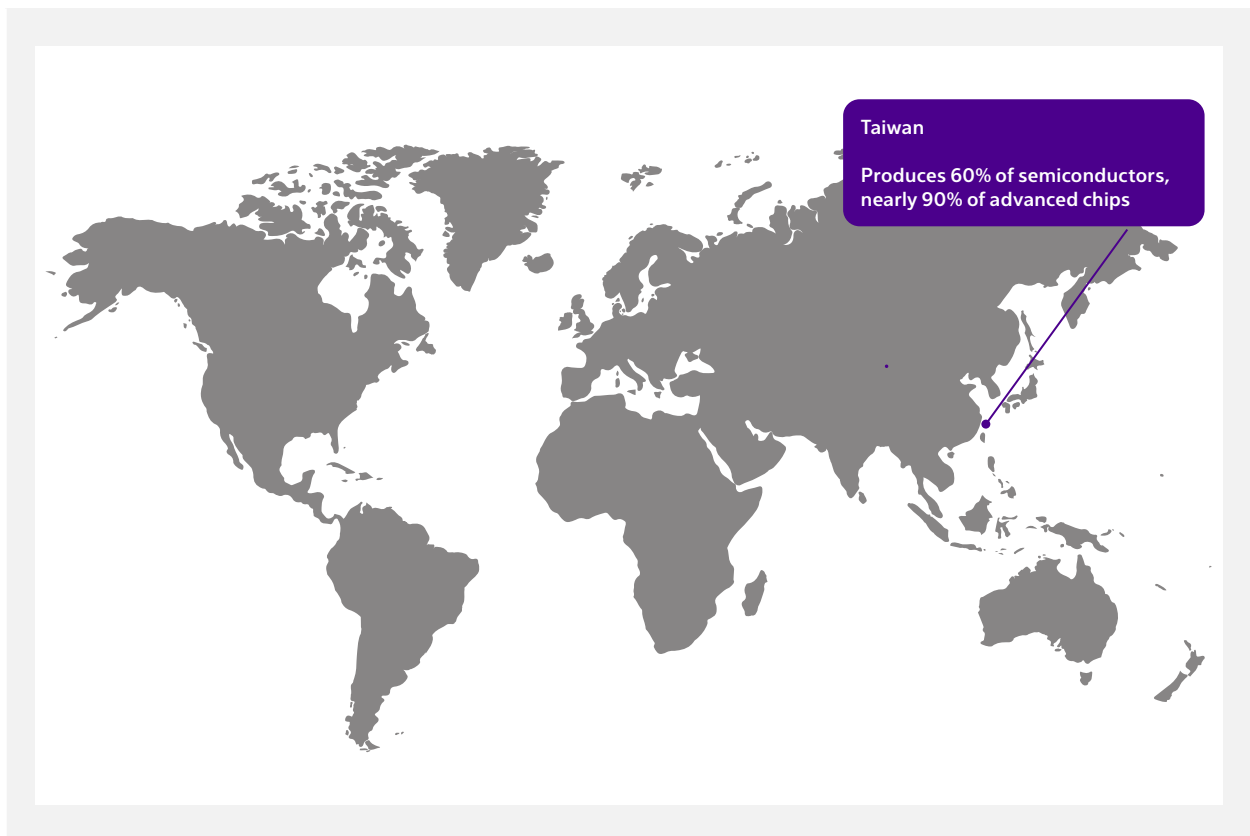 Taiwan
Produces 60% of semiconductors,
nearly 90% of advanced chips